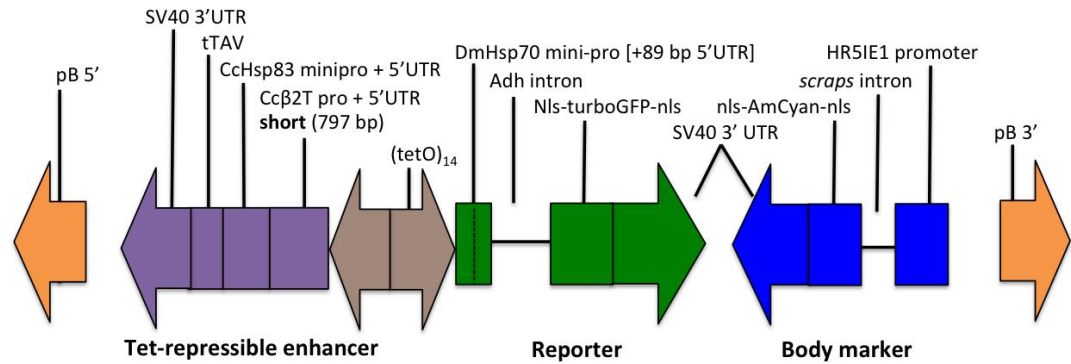 SV40 3'UTR
tTAV
pB 5'
CcHsp83 minipro + 5'UTR
Ccβ2T pro + 5'UTR
short (797 bp)
(tetO)14
DmHsp70 mini-pro [+89 bp 5'UTR]
Adh intron
Nls-turboGFP-nls
SV40 3' UTR
nls-AmCyan-nls
HR5IE1 promoter
scraps intron
pB 3'
Tet-repressible enhancer
Reporter
Body marker